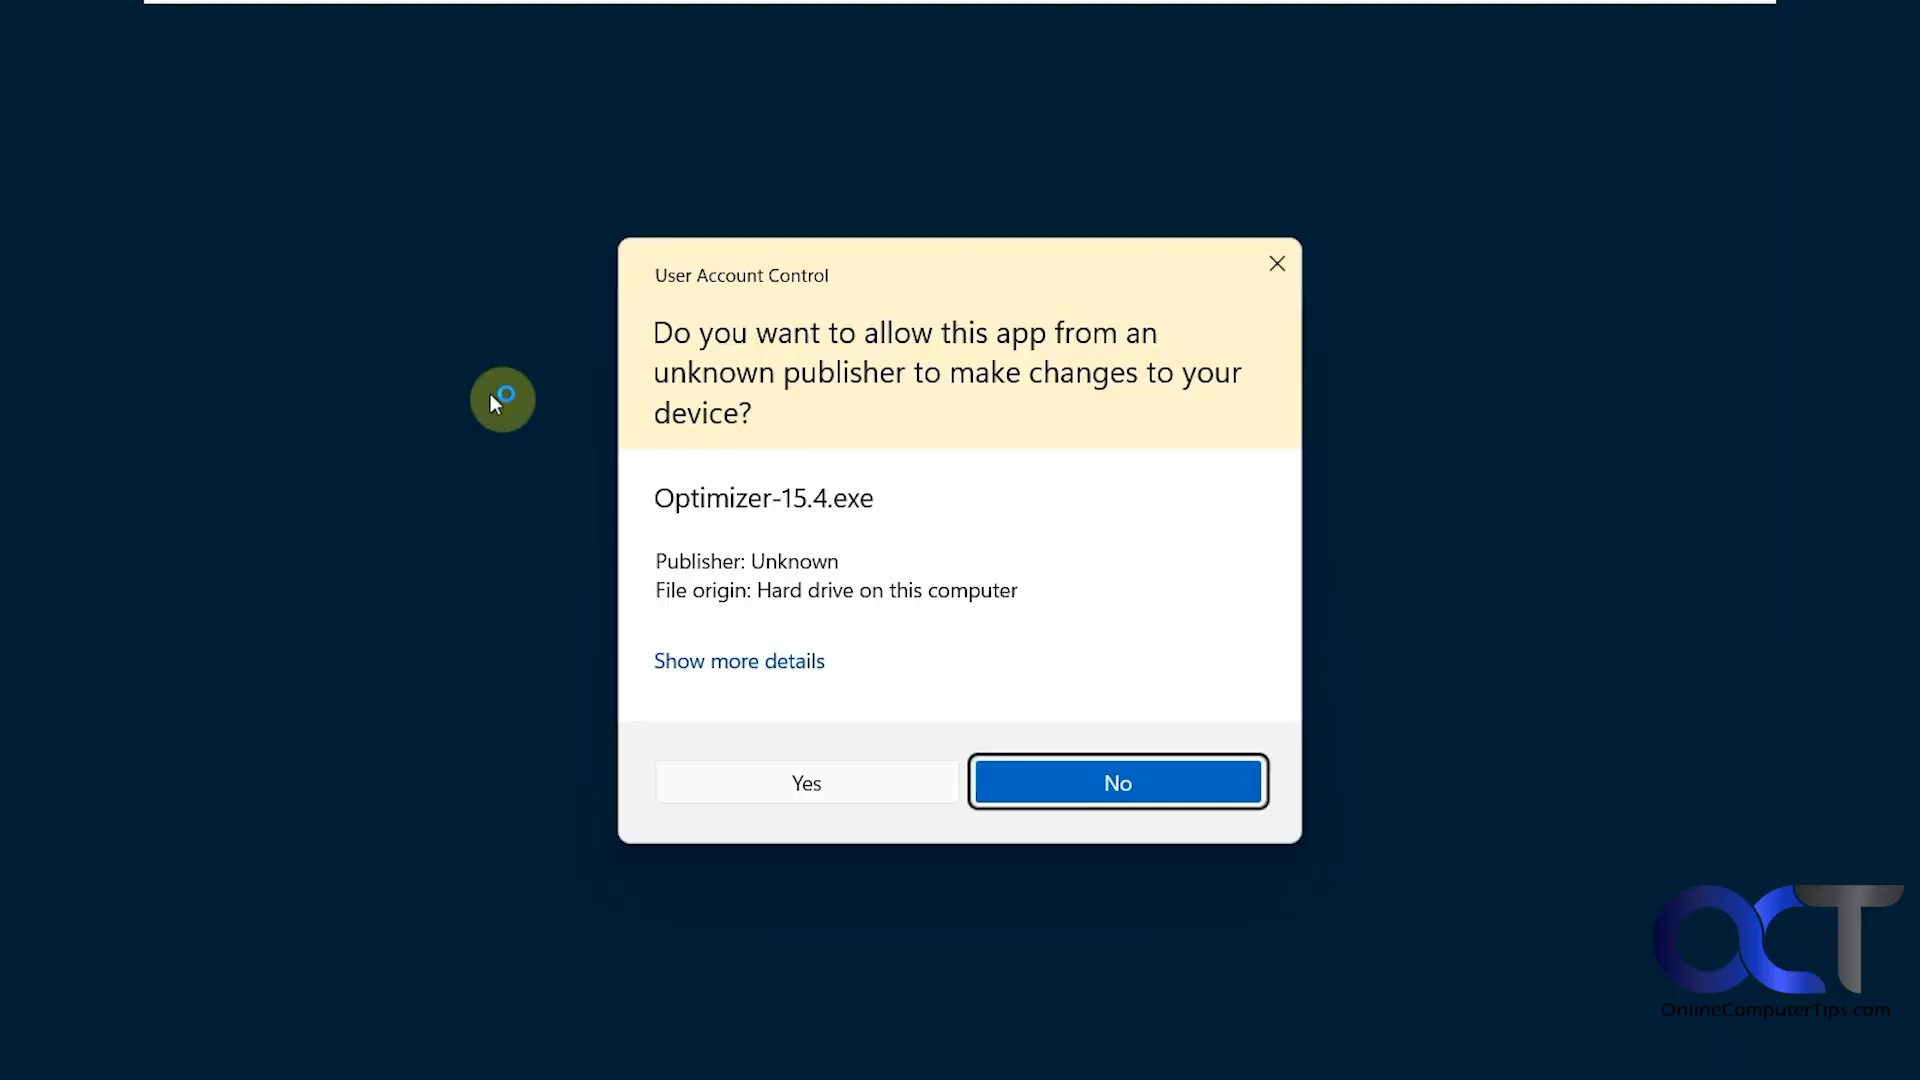 User Account Control
Do you want to allow this app from an
unknown publisher to make changes to your
device?
Optimizer-15.4.exe
Publisher: Unknown
File origin: Hard drive on this computer
Show more details
Yes
No
OCT
OnlineComputerTips.com